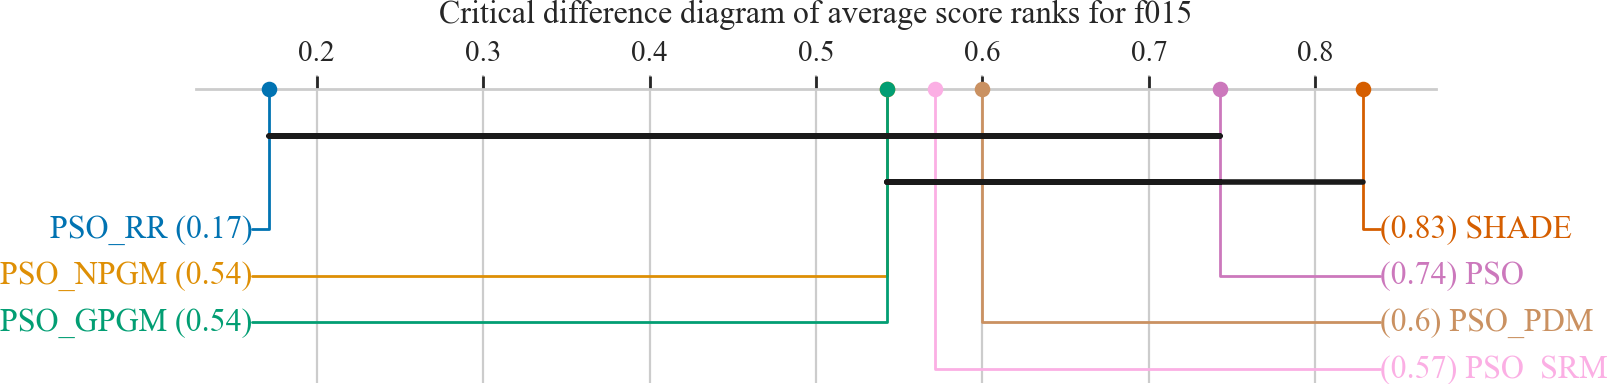 Critical difference diagram of average score ranks for f015
0.2 0.3 0.4 0.5 0.6 0.7 0.8
PSO_RR (0.17) (0.83) SHADE
PSO_NPGM (0.54) (0.74) PSO
PSO_GPGM (0.54) (0.6) PSO_PDM
(0.57) PSO_SRM